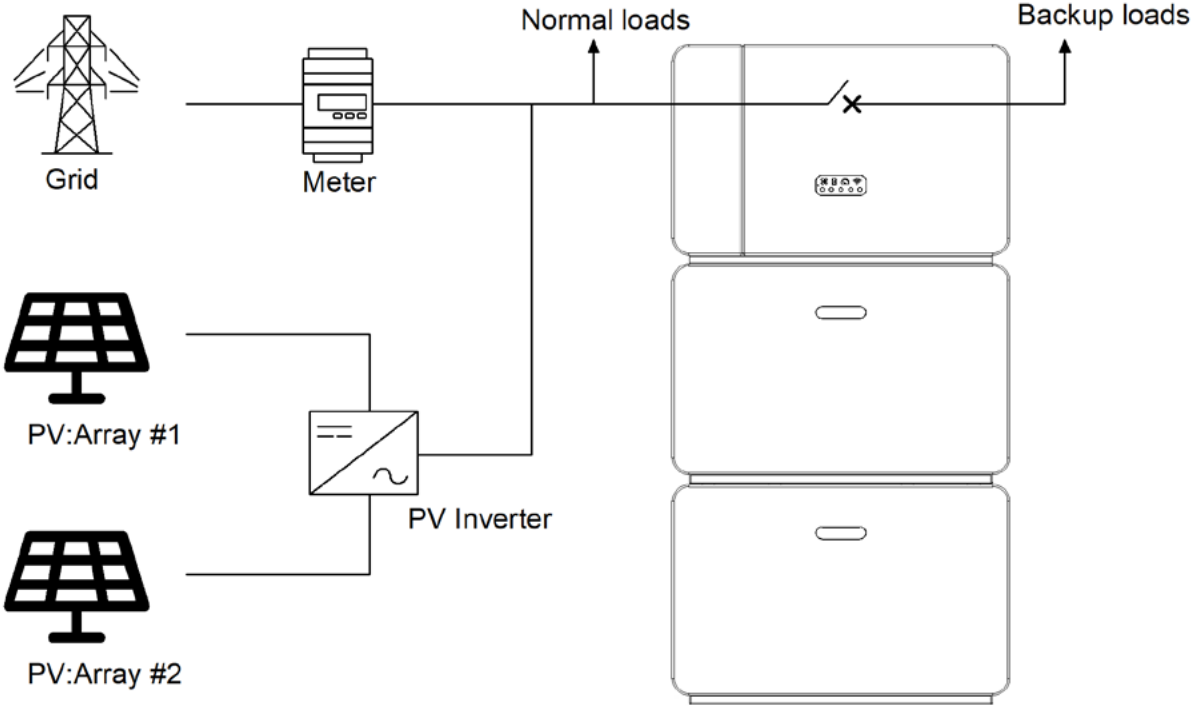 Normal loads
Backup loads
Grid
Meter
PV:Array #1
PV Inverter
PV:Array #2